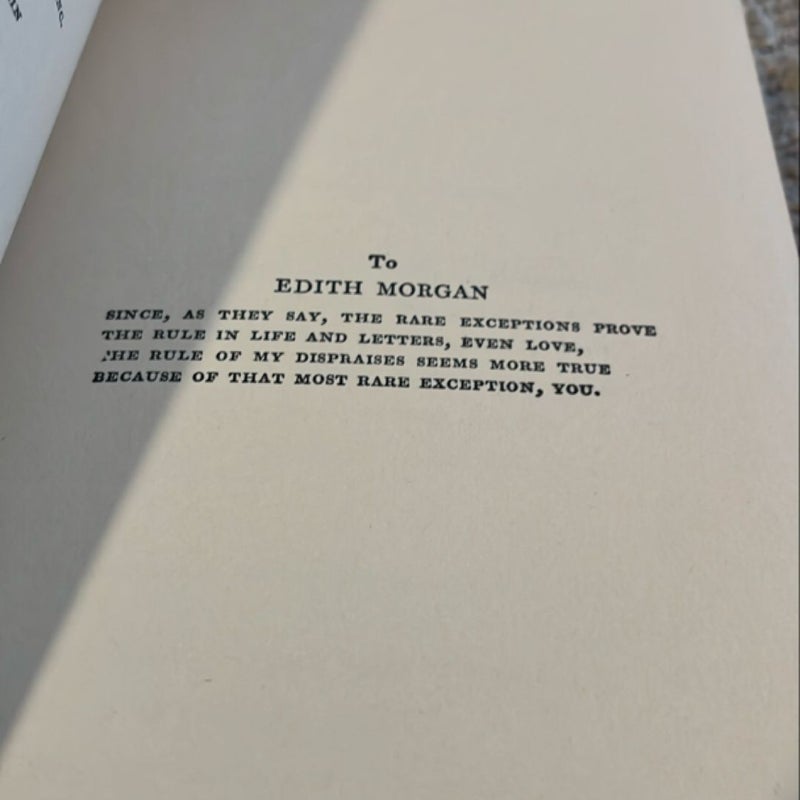 To
EDITH MORGAN
SINCE, AS THEY SAY, THE RARE EXCEPTIONS PROVE
THE RULE IN LIFE AND LETTERS, EVEN LOVE,
THE RULE OF MY DISPRAISES SEEMS MORE TRUE
BECAUSE OF THAT MOST RARE EXCEPTION, YOU.